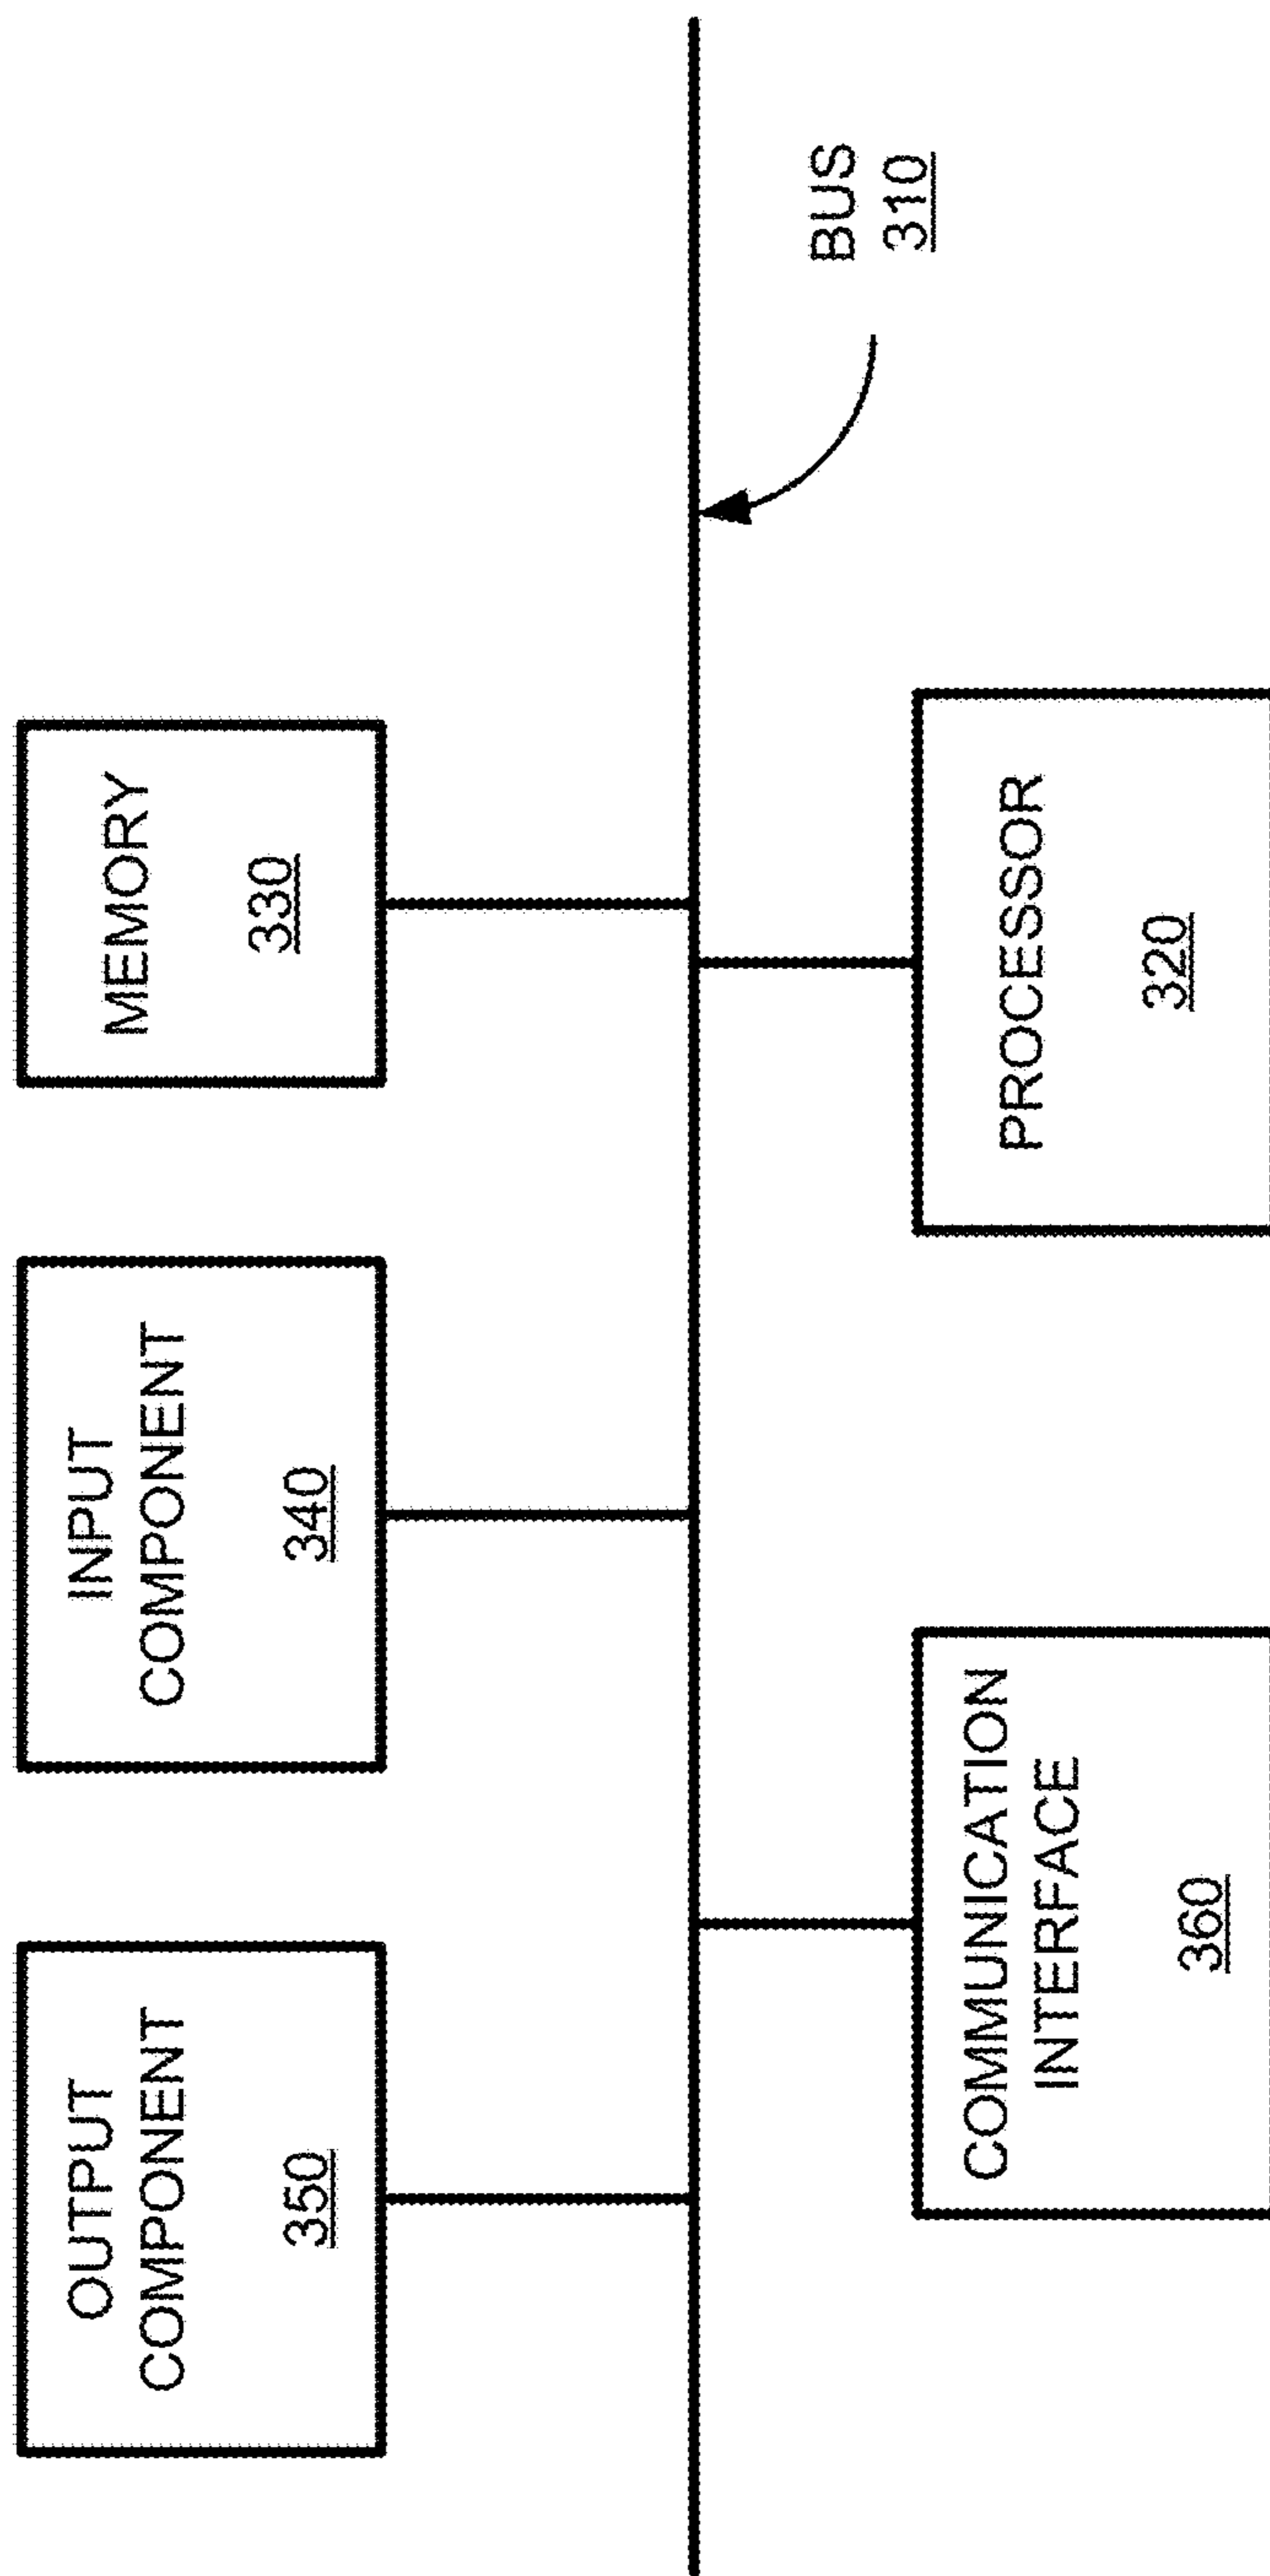 OUTPUT
COMPONENT
350
INPUT
COMPONENT
340
MEMORY
330
BUS
310
COMMUNICATION
INTERFACE
360
PROCESSOR
320